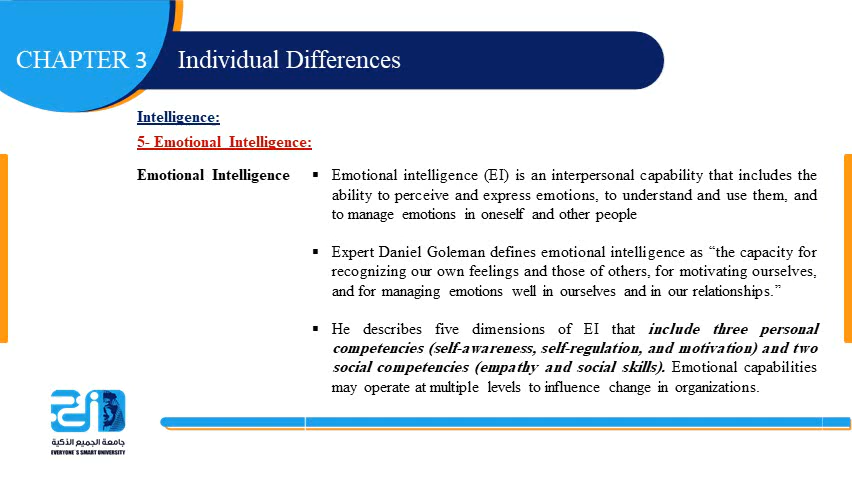 CHAPTER 3
Individual Differences
Intelligence:
5- Emotional Intelligence:
Emotional Intelligence
▪ Emotional intelligence (EI) is an interpersonal capability that includes the
ability to perceive and express emotions, to understand and use them, and
to manage emotions in oneself and other people
▪ Expert Daniel Goleman defines emotional intelligence as “the capacity for
recognizing our own feelings and those of others, for motivating ourselves,
and for managing emotions well in ourselves and in our relationships.”
▪ He describes five dimensions of EI that include three personal
competencies (self-awareness, self-regulation, and motivation) and two
social competencies (empathy and social skills). Emotional capabilities
may operate at multiple levels to influence change in organizations.
جامعة الجميع الذكية
EVERYONE`S SMART UNIVERSITY